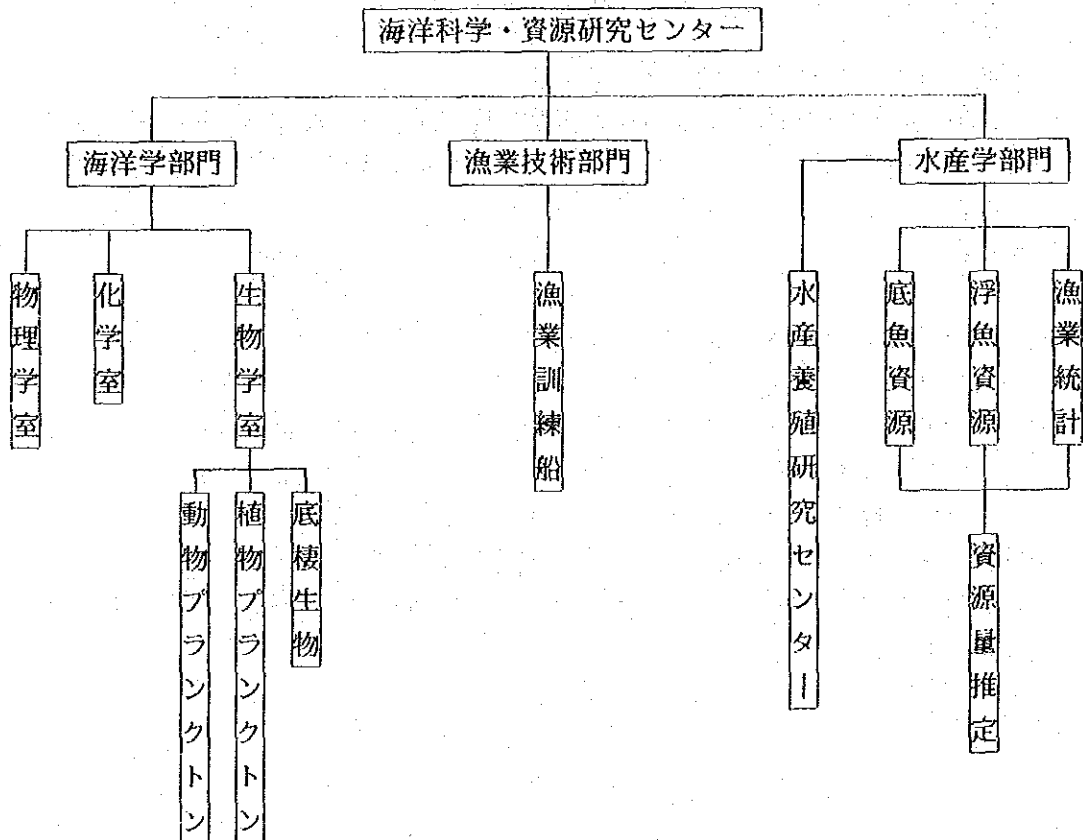 海洋科学・資源研究センター
海洋学部門
漁業技術部門
水産学部門
物理学室
化学室
生物学室
漁業訓練船
水産養殖研究センター
底魚資源
浮魚資源
漁業統計
動物プランクトン
植物プランクトン
底棲生物
資源量推定